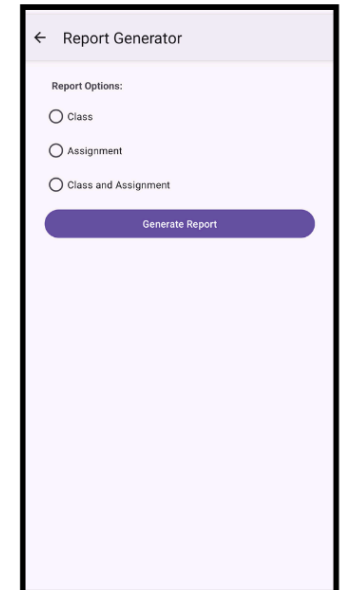 Report Generator
Report Options:
Class
Assignment
Class and Assignment
Generate Report